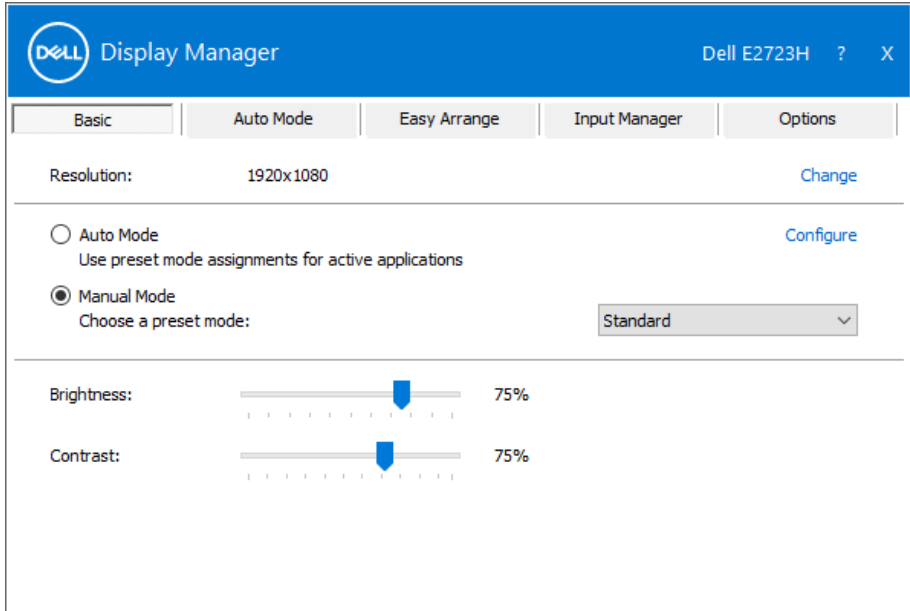 DELL Display Manager Dell E2723H ? X
Basic Auto Mode Easy Arrange Input Manager Options
Resolution: 1920x1080 Change
Auto Mode Configure
Use preset mode assignments for active applications
Manual Mode
Choose a preset mode: Standard
Brightness: 75%
Contrast: 75%